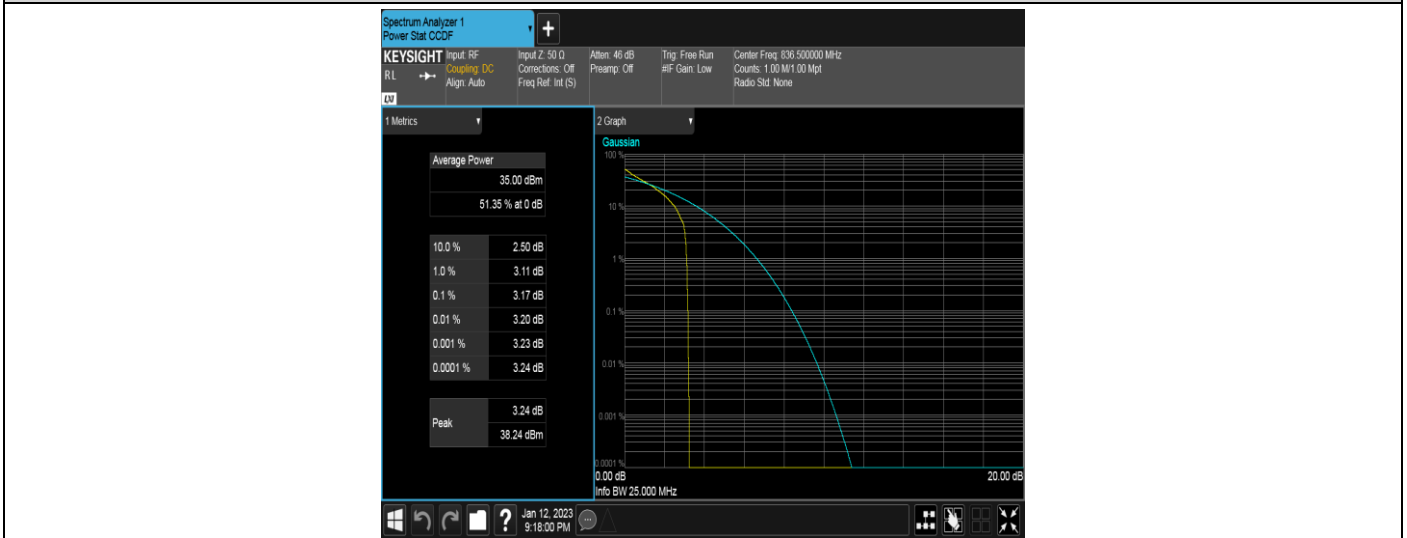 Spectrum Analyzer 1
Power Stat CCDF
+
KEYSIGHT
RL
LXI
Input: RF
Coupling: DC
Align: Auto
Input Z: 50 Ω
Corrections: Off
Freq Ref: Int (S)
Atten: 46 dB
Preamp: Off
Trig: Free Run
#IF Gain: Low
Center Freq: 836.500000 MHz
Counts: 1.00 M/1.00 Mpt
Radio Std: None
1 Metrics
Average Power
35.00 dBm
51.35 % at 0 dB
10.0 % 2.50 dB
1.0 % 3.11 dB
0.1 % 3.17 dB
0.01 % 3.20 dB
0.001 % 3.23 dB
0.0001 % 3.24 dB
Peak
3.24 dB
38.24 dBm
2 Graph
Gaussian
100 %
10 %
1 %
0.1 %
0.01 %
0.001 %
0.0001 %
0.00 dB 20.00 dB
Info BW 25.000 MHz
?
Jan 12, 2023
9:18:00 PM